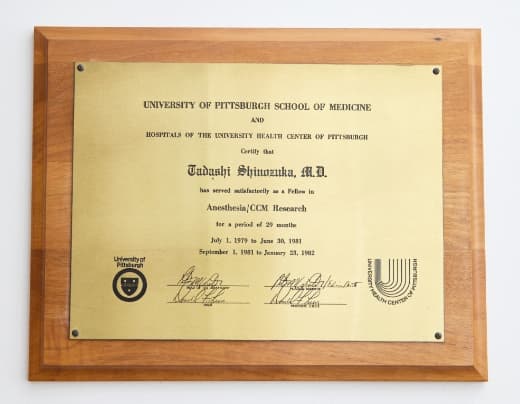 UNIVERSITY OF PITTSBURGH SCHOOL OF MEDICINE
AND
HOSPITALS OF THE UNIVERSITY HEALTH CENTER OF PITTSBURGH
Certify that
Tadashi Shinozuka, M.D.
has served satisfactorily as a Fellow in
Anesthesia/CCM Research
for a period of 29 months
July 1, 1979 to June 30, 1981
September 1, 1981 to January 23, 1982
University of
Pittsburgh
UNIVERSITY HEALTH CENTER OF PITTSBURGH